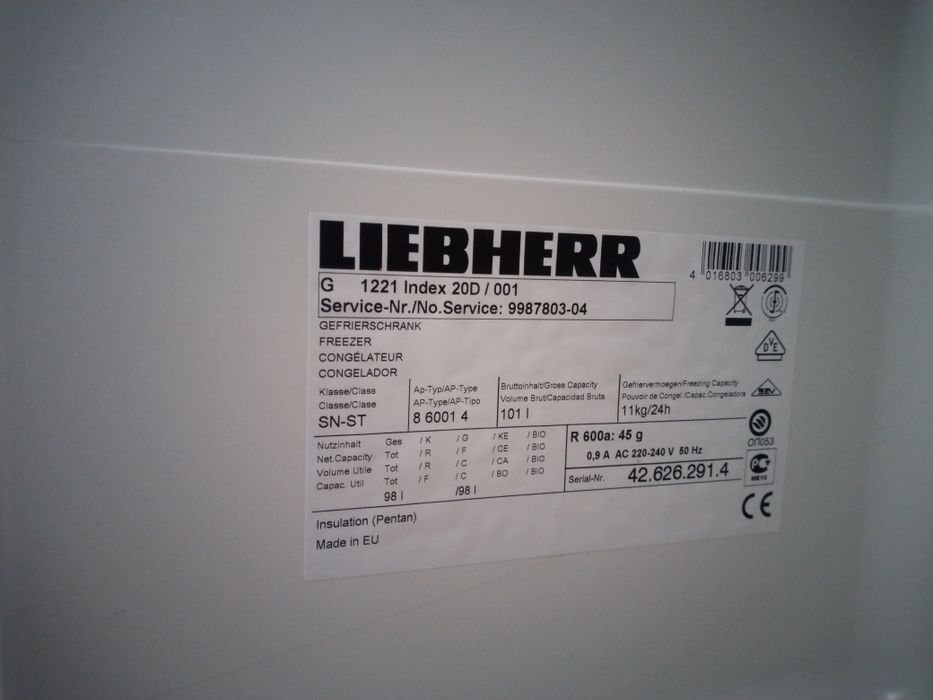 LIEBHERR
4 016803 006299
G 1221 Index 20D / 001
Service-Nr./No.Service: 9987803-04
GEFRIERSCHRANK
FREEZER
CONGÉLATEUR
CONGELADOR
Klasse/Class
Classe/Clase
SN-ST
Ap-Typ/AP-Type
AP-Type/AP-Tipo
8 6001 4
Bruttoinhalt/Gross Capacity
Volume Brut/Capacidad Bruta
101 l
Gefriervermoegen/Freezing Capacity
Pouvoir de Congel./Capac.Congeladora
11kg/24h
Nutzinhalt Ges / K / G / KE / BIO
Net.Capacity Tot / R / F / CE / BIO
Volume Utile Tot / R / C / CA / BIO
Capac. Util Tot / F / C / BO / BIO
98 l /98 l
R 600a: 45 g
0,9 A AC 220-240 V 50 Hz
Serial-Nr. 42.626.291.4
Insulation (Pentan)
Made in EU
DVE
SEV
ОП053
CE